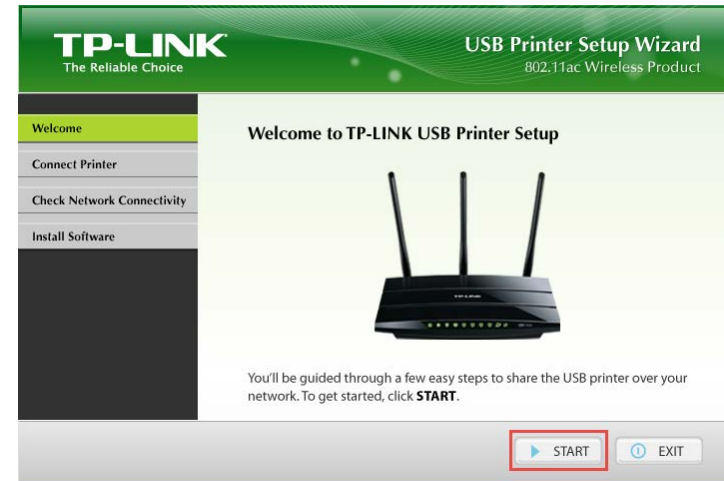 TP-LINK
The Reliable Choice
USB Printer Setup Wizard
802.11ac Wireless Product
Welcome
Connect Printer
Check Network Connectivity
Install Software
Welcome to TP-LINK USB Printer Setup
TP-LINK
You'll be guided through a few easy steps to share the USB printer over your
network. To get started, click START.
START
EXIT